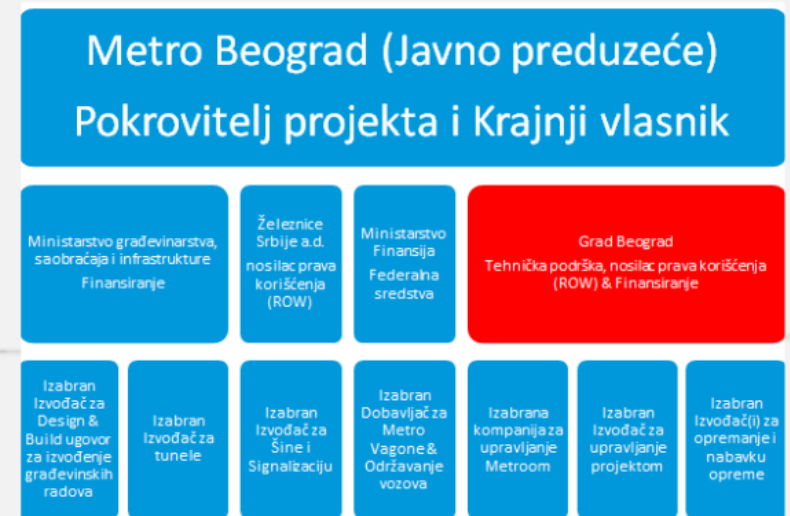 Metro Beograd (Javno preduzeće)
Pokrovitelj projekta i Krajnji vlasnik
Ministarstvo građevinarstva,
saobraćaja i infrastrukture
Finansiranje
Železnice
Srbije a.d.
nosilac prava
korišćenja
(ROW)
Ministarstvo
Finansija
Federalna
sredstva
Grad Beograd
Tehnička podrška, nosilac prava korišćenja
(ROW) & Finansiranje
Izabran
Izvođač za
Design &
Build ugovor
za izvođenje
građevinskih
radova
Izabran
Izvođač za
tunele
Izabran
Izvođač za
Šine i
Signalizaciju
Izabran
Dobavljač za
Metro
Vagone &
Održavanje
vozova
Izabrana
kompanija za
upravljanje
Metroom
Izabran
Izvođač za
upravljanje
projektom
Izabran
Izvođač(i) za
opremanje i
nabavku
opreme